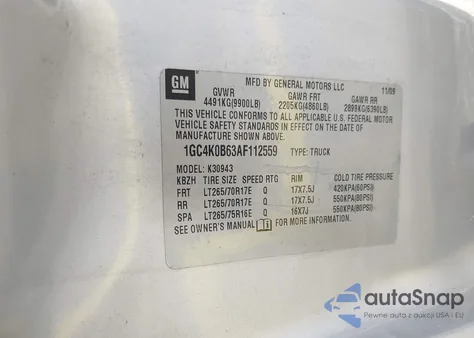 GM
MFD BY GENERAL MOTORS LLC
11/09
GVWR GAWR FRT GAWR RR
4491KG(9900LB) 2205KG(4860LB) 2899KG(6390LB)
THIS VEHICLE CONFORMS TO ALL APPLICABLE U.S. FEDERAL MOTOR
VEHICLE SAFETY STANDARDS IN EFFECT ON THE DATE OF
MANUFACTURE SHOWN ABOVE.
1GC4K0B63AF112559 TYPE: TRUCK
MODEL: K30943
KBZH TIRE SIZE SPEED RTG RIM COLD TIRE PRESSURE
FRT LT265/70R17E Q 17X7.5J 420KPA(60PSI)
RR LT265/70R17E Q 17X7.5J 550KPA(80PSI)
SPA LT265/75R16E Q 16X7J 550KPA(80PSI)
SEE OWNER'S MANUAL FOR MORE INFORMATION.
autoSnap
Pewne auta z aukcji USA i EU